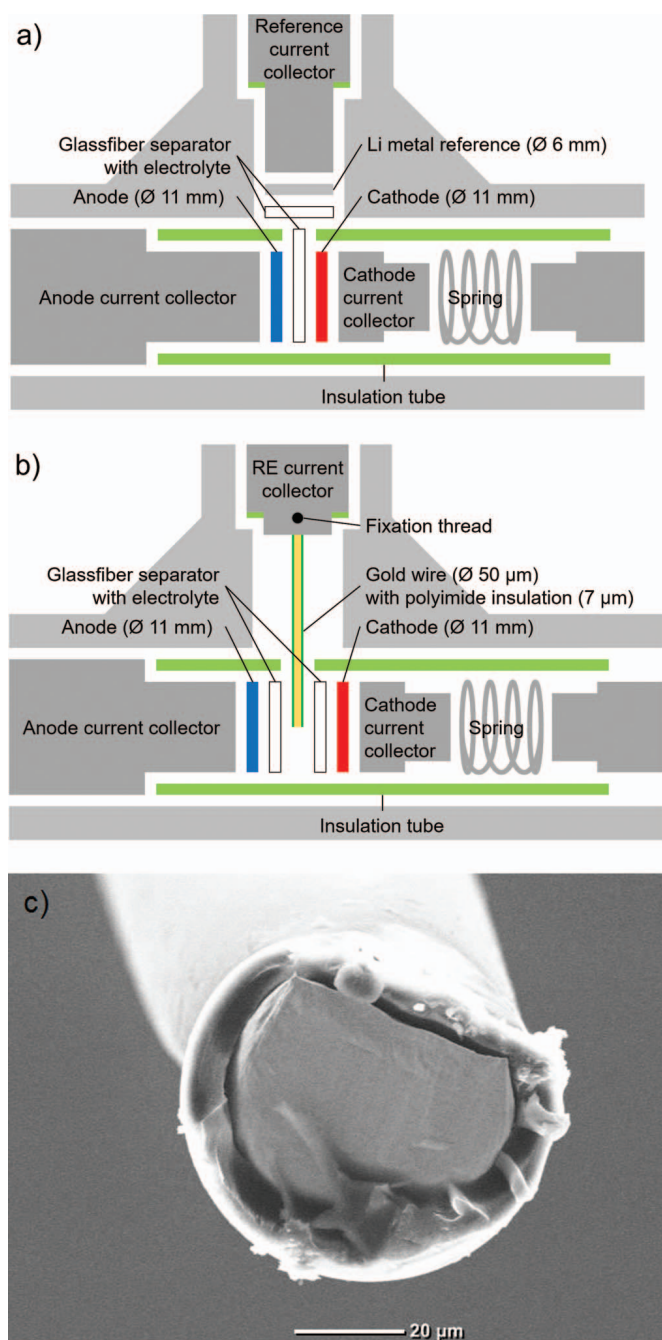 a)
Reference
current
collector
Glassfiber separator
with electrolyte
Li metal reference (Ø 6 mm)
Anode (Ø 11 mm)
Cathode (Ø 11 mm)
Anode current collector
Cathode
current
collector
Spring
Insulation tube
b)
RE current
collector
Fixation thread
Glassfiber separator
with electrolyte
Gold wire (Ø 50 µm)
with polyimide insulation (7 µm)
Anode (Ø 11 mm)
Cathode (Ø 11 mm)
Anode current collector
Cathode
current
collector
Spring
Insulation tube
c)
20 µm